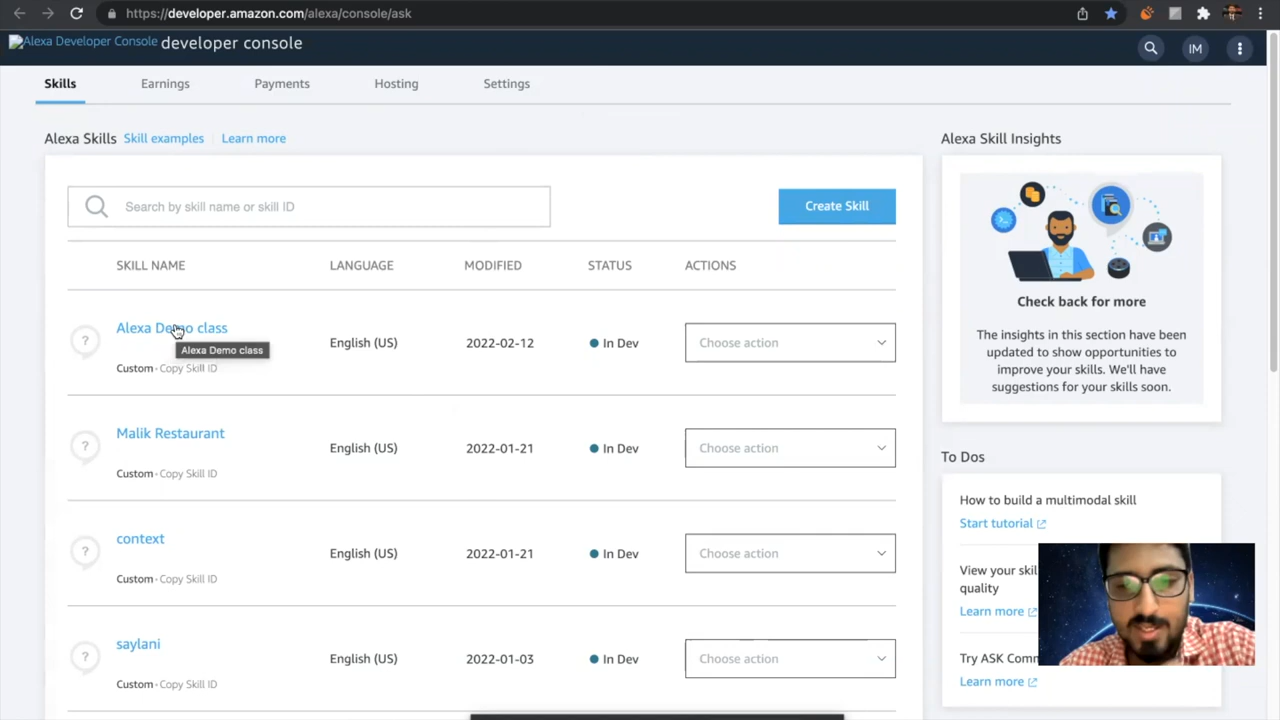 https://developer.amazon.com/alexa/console/ask
Alexa Developer Console developer console
IM
Skills Earnings Payments Hosting Settings
Alexa Skills Skill examples Learn more
Search by skill name or skill ID
Create Skill
SKILL NAME LANGUAGE MODIFIED STATUS ACTIONS
Alexa Demo class
Alexa Demo class
Custom · Copy Skill ID
English (US) 2022-02-12 In Dev Choose action
Malik Restaurant
Custom · Copy Skill ID
English (US) 2022-01-21 In Dev Choose action
context
Custom · Copy Skill ID
English (US) 2022-01-21 In Dev Choose action
saylani
Custom · Copy Skill ID
English (US) 2022-01-03 In Dev Choose action
Alexa Skill Insights
Check back for more
The insights in this section have been
updated to show opportunities to
improve your skills. We'll have
suggestions for your skills soon.
To Dos
How to build a multimodal skill
Start tutorial
View your skil
quality
Learn more
Try ASK Com
Learn more